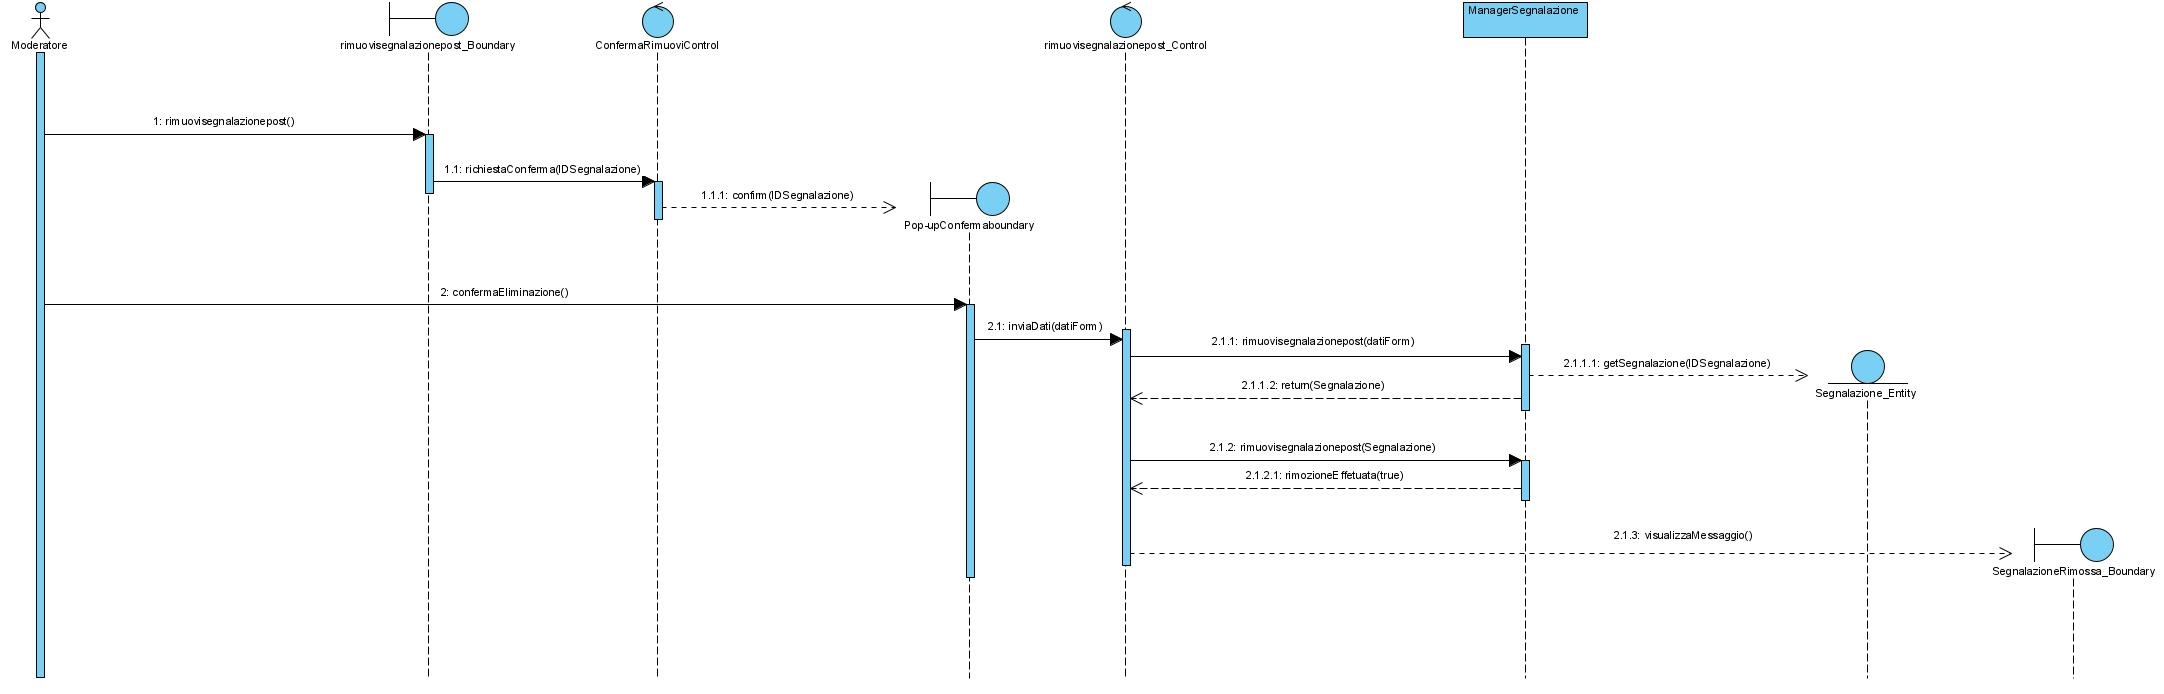 ManagerSegnalazione
Moderatore
rimuovisegnalazionepost_Boundary
ConfermaRimuoviControl
rimuovisegnalazionepost_Control
1: rimuovisegnalazionepost()
1.1: richiestaConferma(IDSegnalazione)
1.1.1: confirm(IDSegnalazione)
Pop-upConfermaboundary
2: confermaEliminazione()
2.1: inviaDati(datiForm)
2.1.1: rimuovisegnalazionepost(datiForm)
2.1.1.1: getSegnalazione(IDSegnalazione)
2.1.1.2: return(Segnalazione)
Segnalazione_Entity
2.1.2: rimuovisegnalazionepost(Segnalazione)
2.1.2.1: rimozioneEffetuata(true)
2.1.3: visualizzaMessaggio()
SegnalazioneRimossa_Boundary